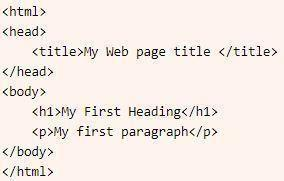 <html>
<head>
    <title>My Web page title </title>
</head>
<body>
    <h1>My First Heading</h1>
    <p>My first paragraph</p>
</body>
</html>